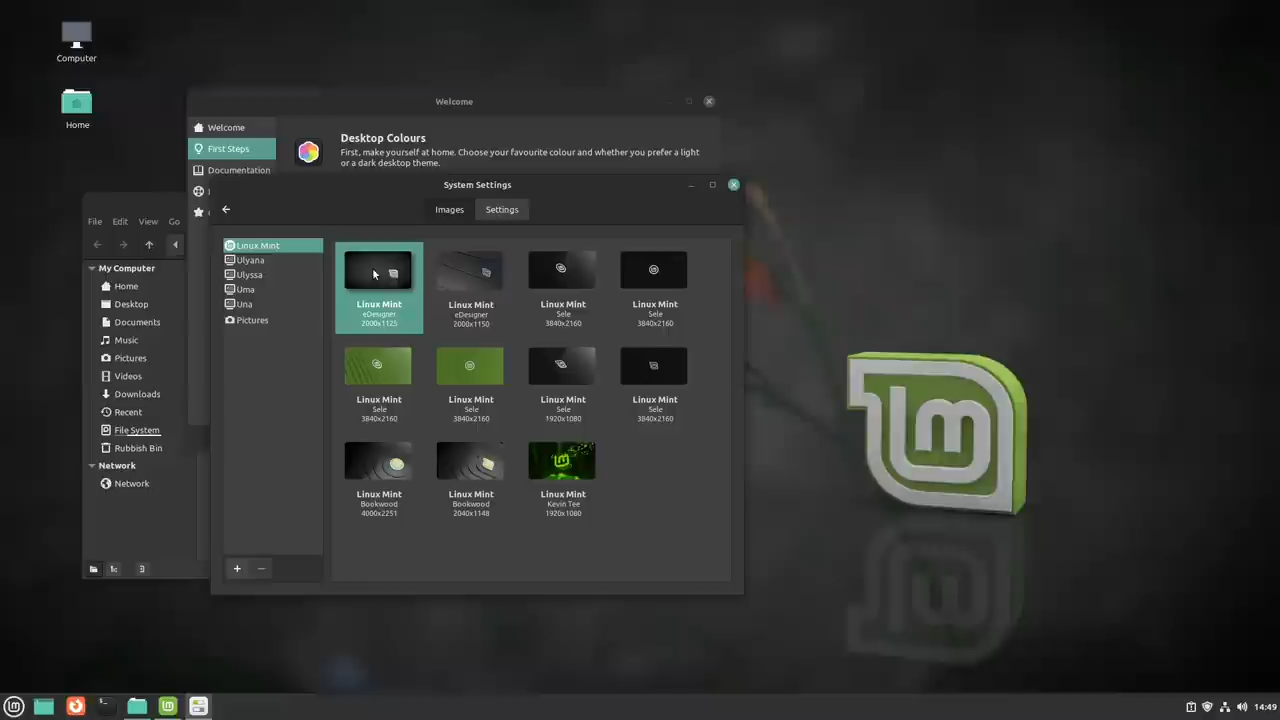 Computer
Home
Welcome
Welcome
First Steps
Documentation
Desktop Colours
First, make yourself at home. Choose your favourite colour and whether you prefer a light
or a dark desktop theme.
File Edit View Go
My Computer
Home
Desktop
Documents
Music
Pictures
Videos
Downloads
Recent
File System
Rubbish Bin
Network
Network
System Settings
Images Settings
Linux Mint
Ulyana
Ulyssa
Uma
Una
Pictures
Linux Mint
eDesigner
2000x1125
Linux Mint
eDesigner
2000x1150
Linux Mint
Sele
3840x2160
Linux Mint
Sele
3840x2160
Linux Mint
Sele
3840x2160
Linux Mint
Sele
3840x2160
Linux Mint
Sele
1920x1080
Linux Mint
Sele
3840x2160
Linux Mint
Bookwood
4000x2251
Linux Mint
Bookwood
2040x1148
Linux Mint
Kevin Tee
1920x1080
14:49